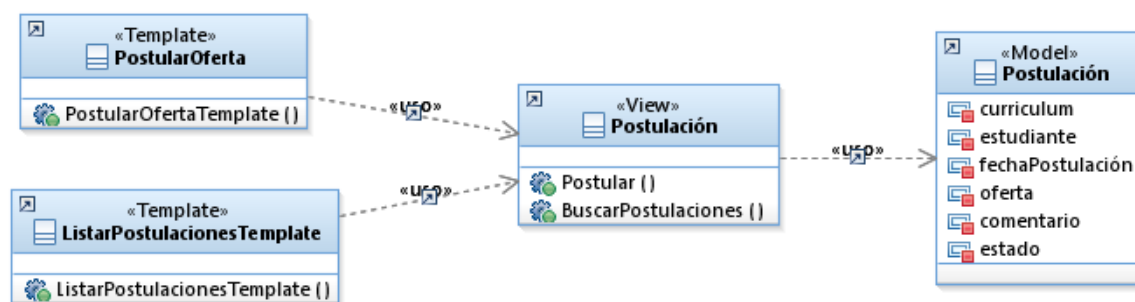 «Template»
PostularOferta
PostularOfertaTemplate ()
«uso»
«Template»
ListarPostulacionesTemplate
ListarPostulacionesTemplate ()
«uso»
«View»
Postulación
Postular ()
BuscarPostulaciones ()
«uso»
«Model»
Postulación
curriculum
estudiante
fechaPostulación
oferta
comentario
estado